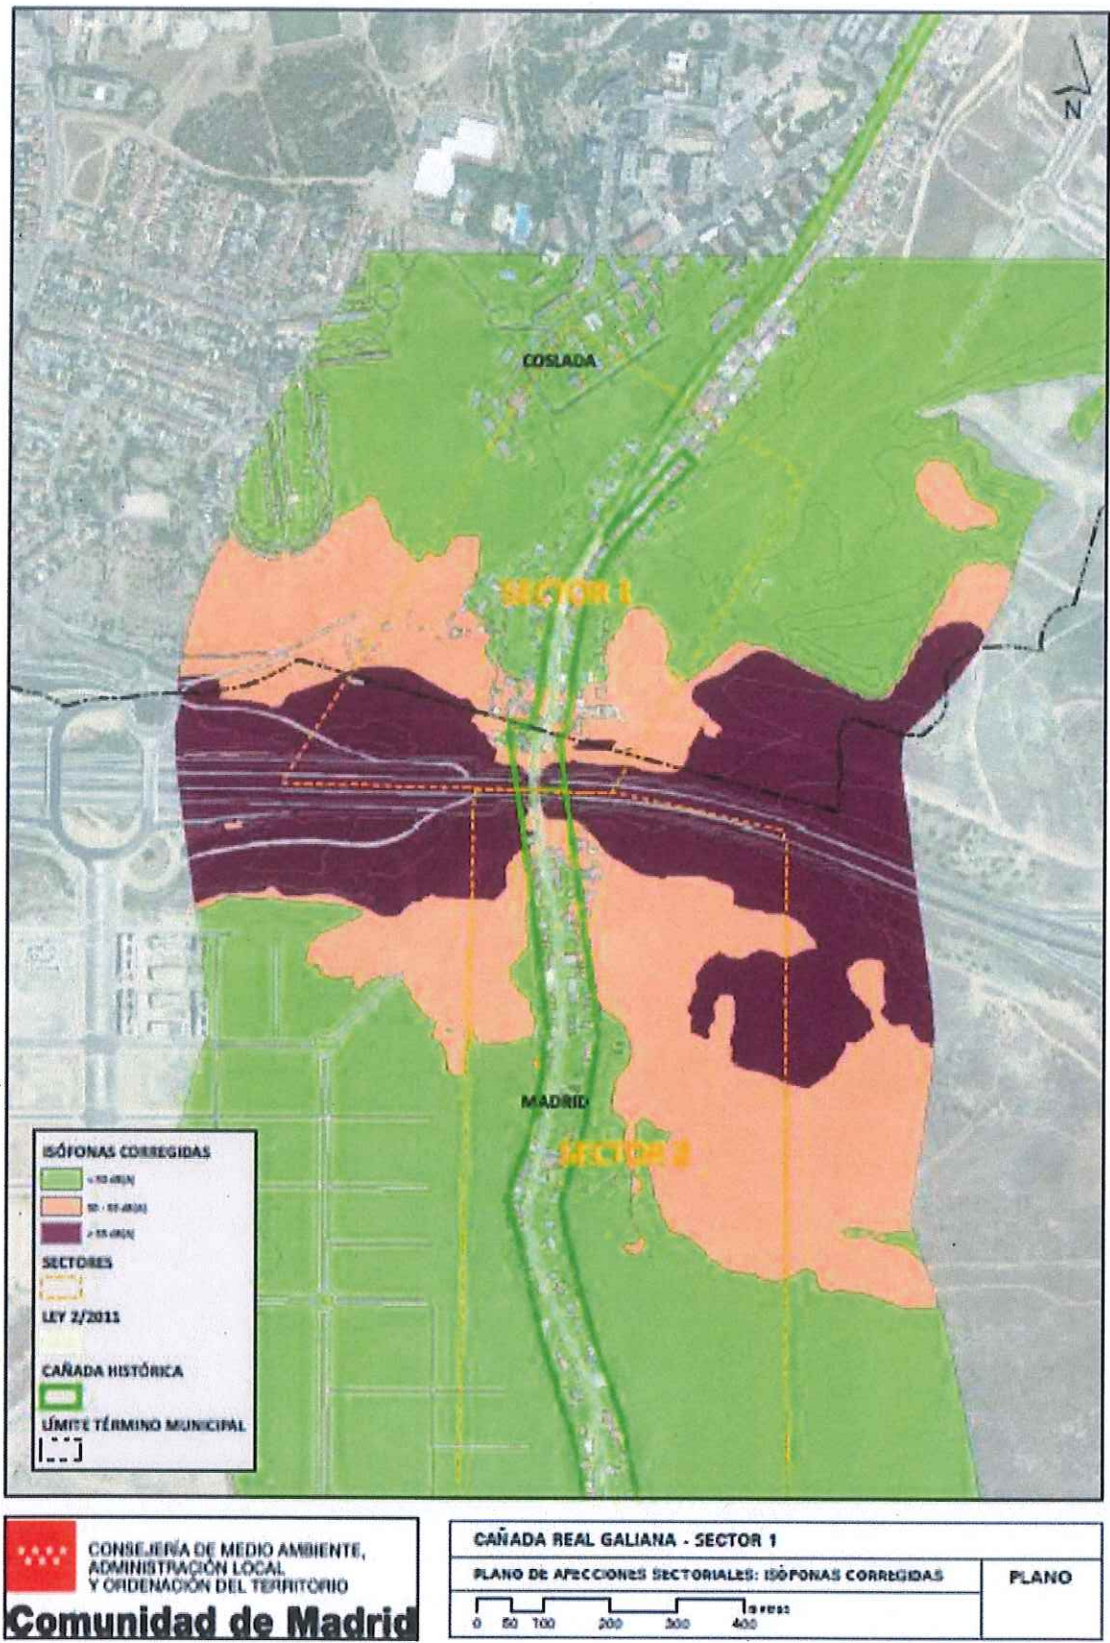 N
COSLADA
SECTOR 1
MADRID
SECTOR 2
ISÓFONAS CORREGIDAS
SECTORES
LEY 2/2011
CAÑADA HISTÓRICA
LÍMITE TÉRMINO MUNICIPAL
CONSEJERÍA DE MEDIO AMBIENTE,
ADMINISTRACIÓN LOCAL
Y ORDENACIÓN DEL TERRITORIO
Comunidad de Madrid
CAÑADA REAL GALIANA - SECTOR 1
PLANO DE AFECCIONES SECTORIALES: ISÓFONAS CORREGIDAS
PLANO
0 50 100 200 300 400